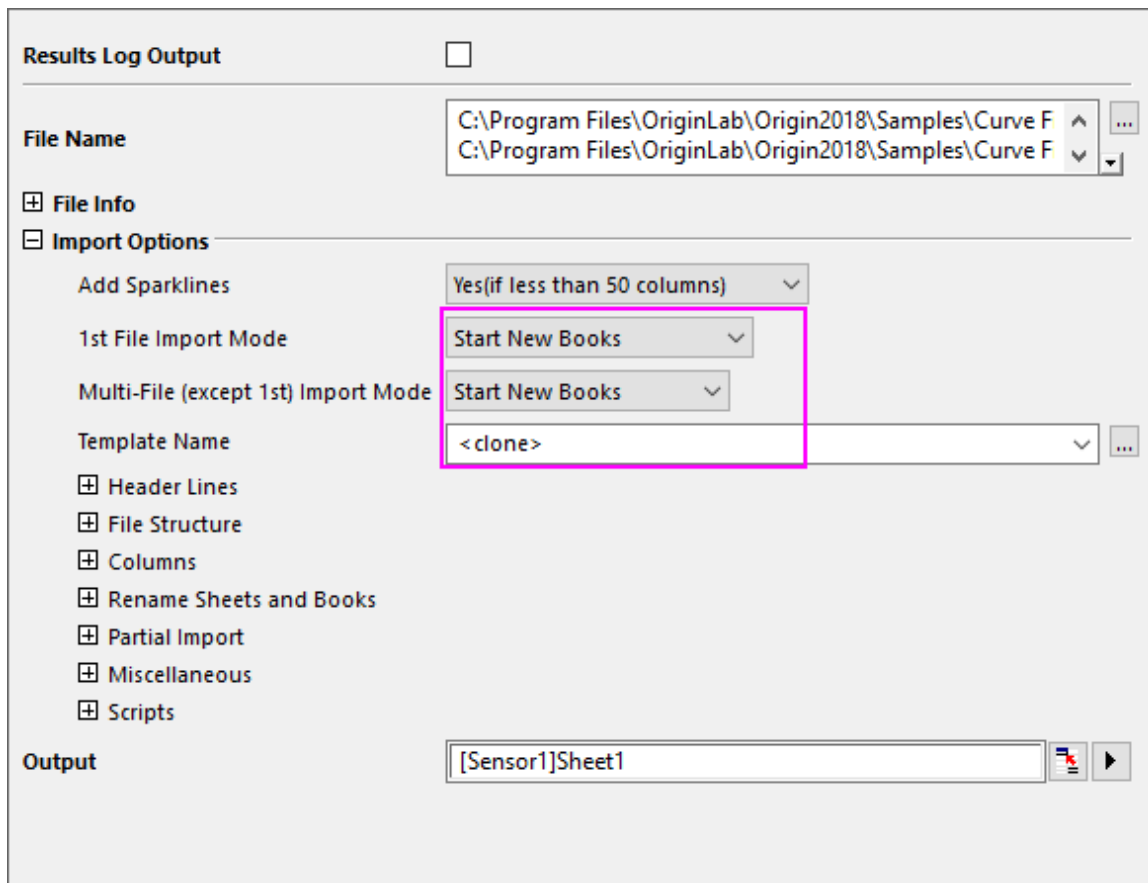 Results Log Output
File Name
C:\Program Files\OriginLab\Origin2018\Samples\Curve F
C:\Program Files\OriginLab\Origin2018\Samples\Curve F
...
File Info
Import Options
Add Sparklines Yes(if less than 50 columns)
1st File Import Mode Start New Books
Multi-File (except 1st) Import Mode Start New Books
Template Name <clone> ...
Header Lines
File Structure
Columns
Rename Sheets and Books
Partial Import
Miscellaneous
Scripts
Output [Sensor1]Sheet1